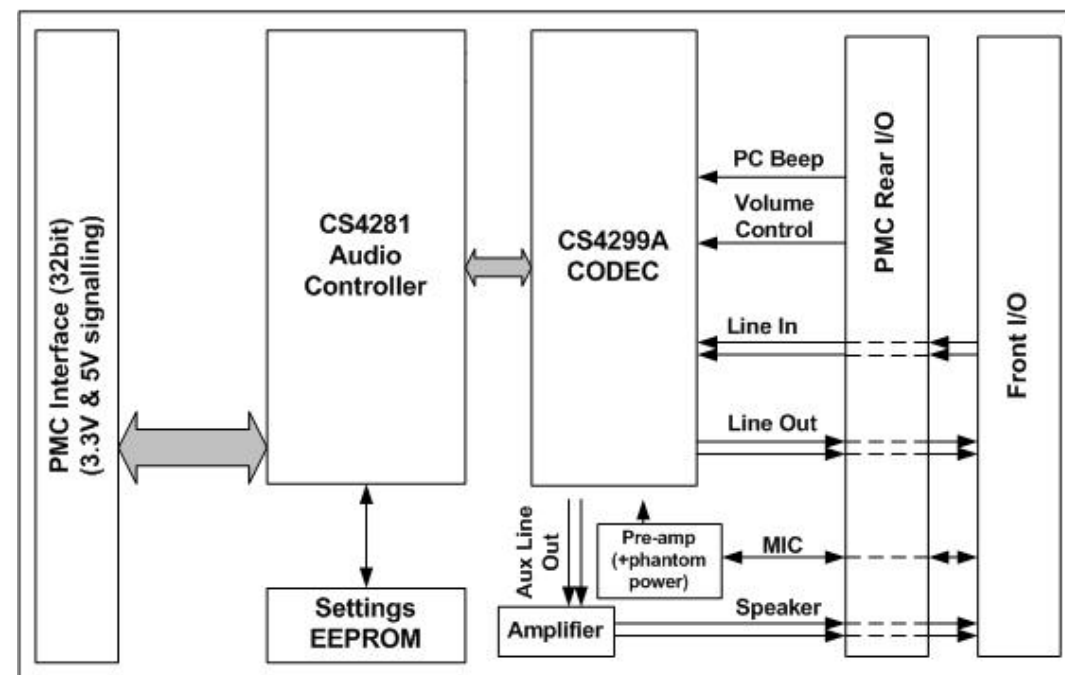 PMC Interface (32bit)
(3.3V & 5V signalling)
CS4281
Audio
Controller
Settings
EEPROM
CS4299A
CODEC
Aux Line
Out
Pre-amp
(+phantom
power)
Amplifier
PC Beep
Volume
Control
Line In
Line Out
MIC
Speaker
PMC Rear I/O
Front I/O